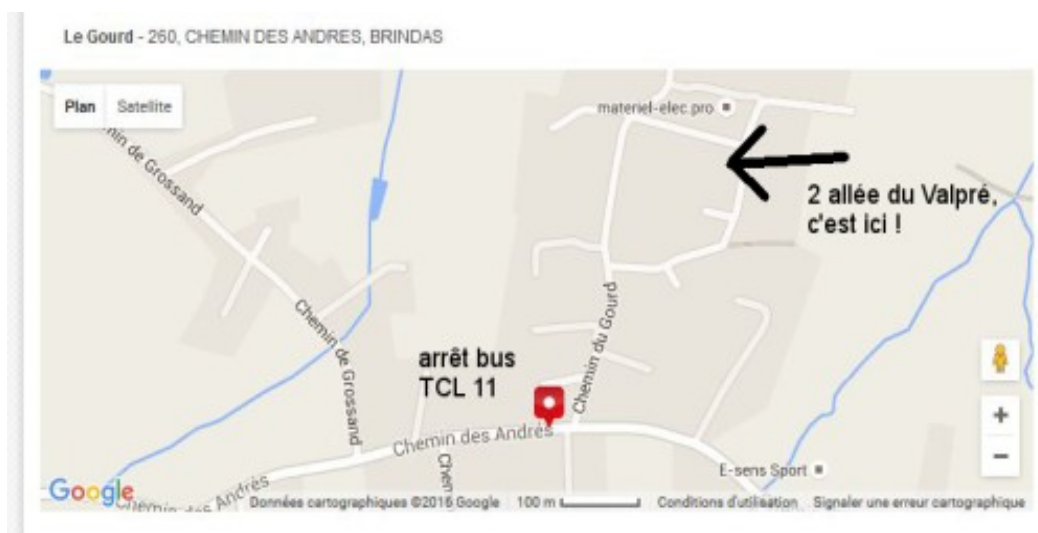 Le Gourd - 260, CHEMIN DES ANDRES, BRINDAS
Plan Satellite
materiel-elec.pro
Chemin de Grossand
2 allée du Valpré,
c'est ici !
Chemin de Grossand
Chemin du Gourd
arrêt bus
TCL 11
Chemin des Andrés
Chem
E-sens Sport
Google
Chemin des Andrés
Données cartographiques ©2016 Google 100 m Conditions d'utilisation Signaler une erreur cartographique